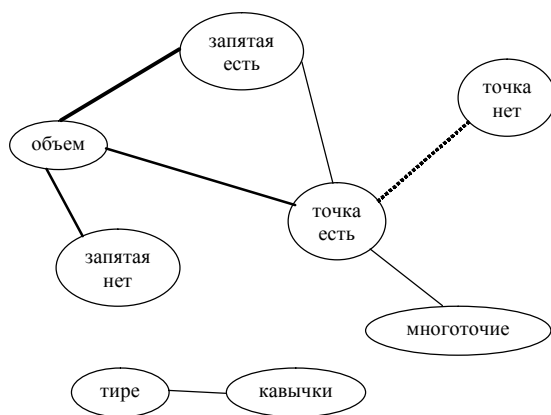 запятая
есть
точка
нет
объем
точка
есть
запятая
нет
многоточие
тире
кавычки